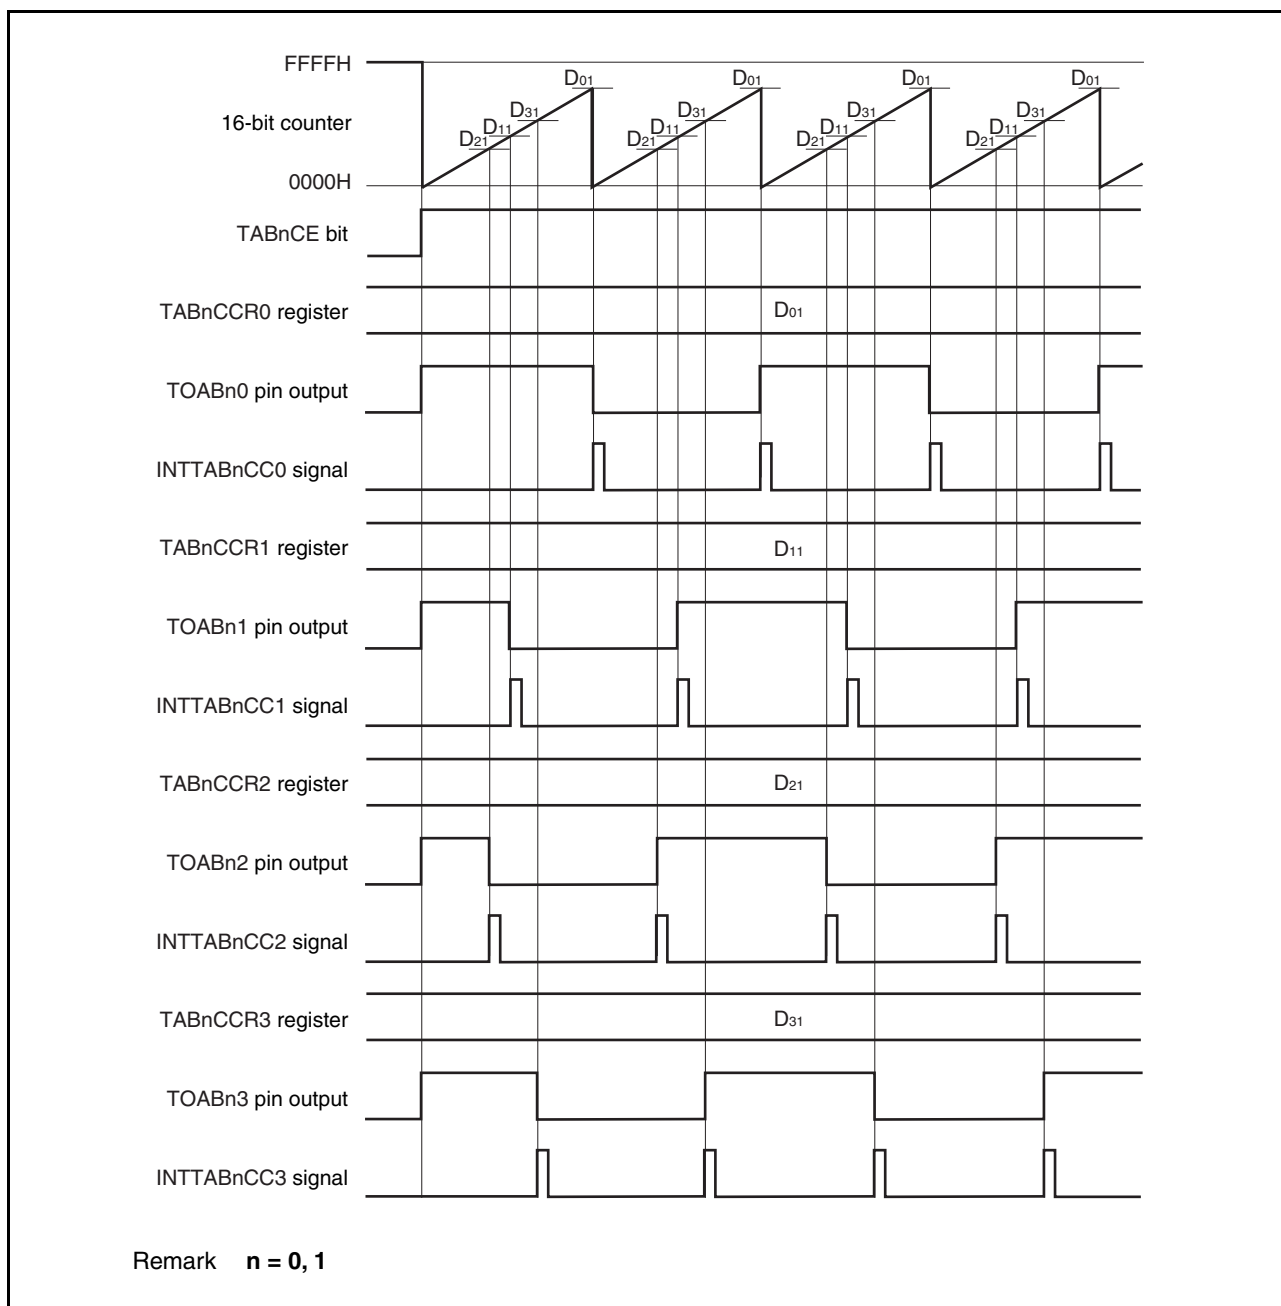 FFFFH
D01 D01 D01 D01
D31 D31 D31 D31
16-bit counter
D11 D11 D11 D11
D21 D21 D21 D21
0000H
TABnCE bit
TABnCCR0 register
D01
TOABn0 pin output
INTTABnCC0 signal
TABnCCR1 register
D11
TOABn1 pin output
INTTABnCC1 signal
TABnCCR2 register
D21
TOABn2 pin output
INTTABnCC2 signal
TABnCCR3 register
D31
TOABn3 pin output
INTTABnCC3 signal
Remark n = 0, 1